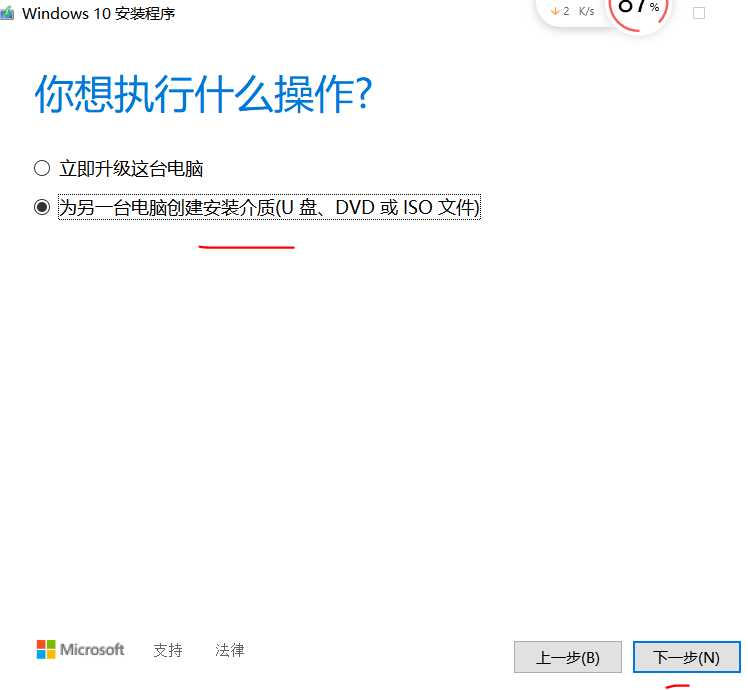 Windows 10 安装程序
2 K/s
87%
你想执行什么操作?
立即升级这台电脑
为另一台电脑创建安装介质(U 盘、DVD 或 ISO 文件)
Microsoft 支持 法律
上一步(B) 下一步(N)